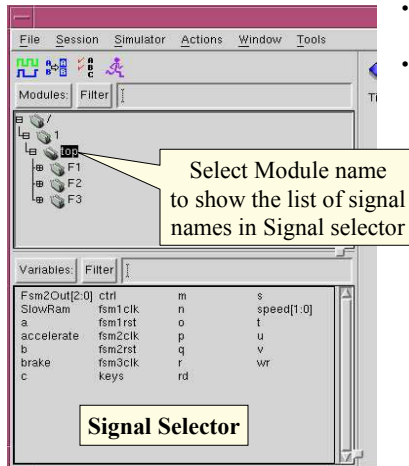 File Session Simulator Actions Window Tools
Modules: Filter
/
1
top
F1
F2
F3
Select Module name
to show the list of signal
names in Signal selector
Variables: Filter
Fsm2Out[2:0] ctrl m s
SlowRam fsm1clk n speed[1:0]
a fsm1rst o t
accelerate fsm2clk p u
b fsm2rst q v
brake fsm3clk r wr
c keys rd
Signal Selector